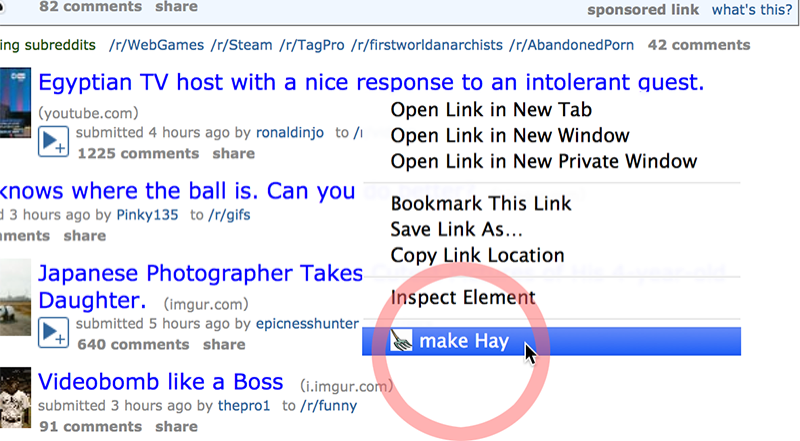 82 comments share
sponsored link what's this?
ing subreddits /r/WebGames /r/Steam /r/TagPro /r/firstworldanarchists /r/AbandonedPorn 42 comments
Egyptian TV host with a nice response to an intolerant guest.
(youtube.com)
submitted 4 hours ago by ronaldinjo to /r
1225 comments share
knows where the ball is. Can you
d 3 hours ago by Pinky135 to /r/gifs
mments share
Japanese Photographer Takes
Daughter. (imgur.com)
submitted 5 hours ago by epicnesshunter
640 comments share
Videobomb like a Boss (i.imgur.com)
submitted 3 hours ago by thepro1 to /r/funny
91 comments share
Open Link in New Tab
Open Link in New Window
Open Link in New Private Window
Bookmark This Link
Save Link As...
Copy Link Location
Inspect Element
make Hay